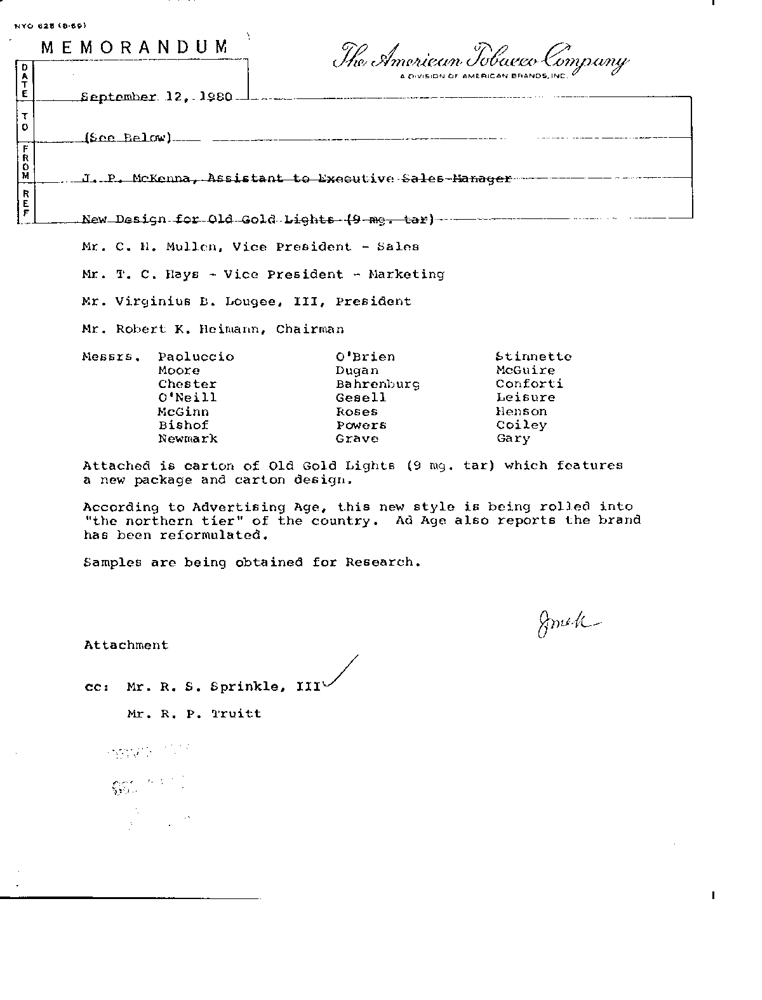 NYO 628 (8-69)
MEMORANDUM
The American Tobacco Company
A DIVISION OF AMERICAN BRANDS, INC.
DATE
September 12, 1980
TO
(See Below)
FROM
J. P. McKenna, Assistant to Executive Sales Manager
REF
New Design for Old Gold Lights (9 mg. tar)
Mr. C. H. Mullen, Vice President - Sales
Mr. T. C. Hays - Vice President - Marketing
Mr. Virginius B. Lougee, III, President
Mr. Robert K. Heimann, Chairman
Messrs. Paoluccio O'Brien Stinnette
Moore Dugan McGuire
Chester Bahrenburg Conforti
O'Neill Gesell Leisure
McGinn Roses Henson
Bishof Powers Coiley
Newmark Grave Gary
Attached is carton of Old Gold Lights (9 mg. tar) which features
a new package and carton design.
According to Advertising Age, this new style is being rolled into
"the northern tier" of the country. Ad Age also reports the brand
has been reformulated.
Samples are being obtained for Research.
Attachment
cc: Mr. R. S. Sprinkle, III
Mr. R. P. Truitt